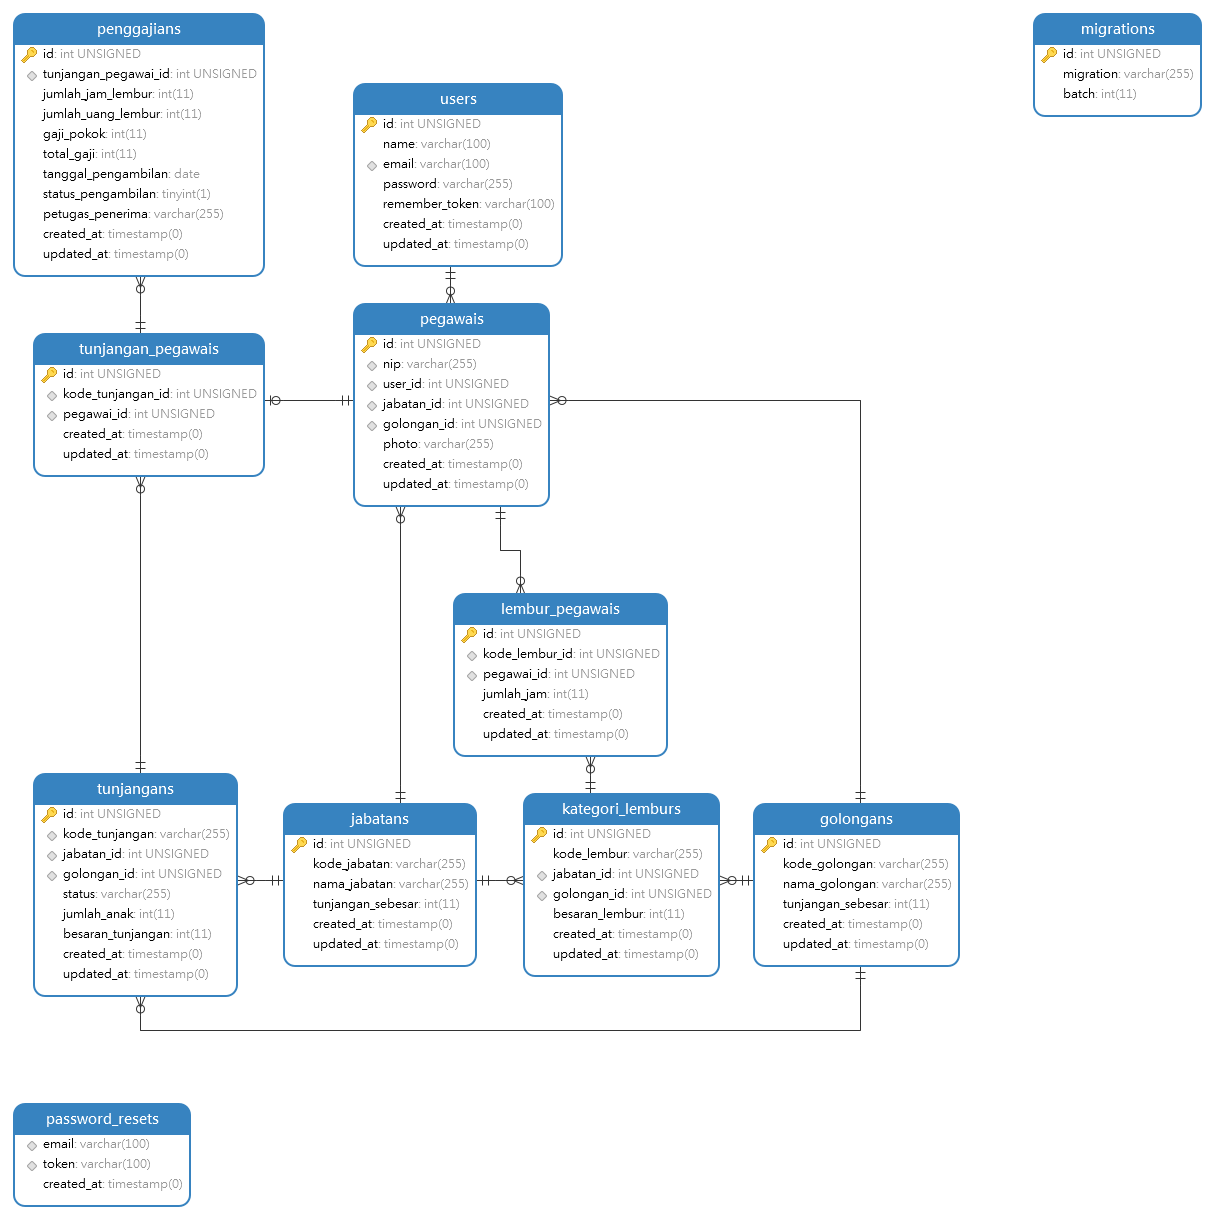 penggajians
id: int UNSIGNED
tunjangan_pegawai_id: int UNSIGNED
jumlah_jam_lembur: int(11)
jumlah_uang_lembur: int(11)
gaji_pokok: int(11)
total_gaji: int(11)
tanggal_pengambilan: date
status_pengambilan: tinyint(1)
petugas_penerima: varchar(255)
created_at: timestamp(0)
updated_at: timestamp(0)
users
id: int UNSIGNED
name: varchar(100)
email: varchar(100)
password: varchar(255)
remember_token: varchar(100)
created_at: timestamp(0)
updated_at: timestamp(0)
migrations
id: int UNSIGNED
migration: varchar(255)
batch: int(11)
tunjangan_pegawais
id: int UNSIGNED
kode_tunjangan_id: int UNSIGNED
pegawai_id: int UNSIGNED
created_at: timestamp(0)
updated_at: timestamp(0)
pegawais
id: int UNSIGNED
nip: varchar(255)
user_id: int UNSIGNED
jabatan_id: int UNSIGNED
golongan_id: int UNSIGNED
photo: varchar(255)
created_at: timestamp(0)
updated_at: timestamp(0)
lembur_pegawais
id: int UNSIGNED
kode_lembur_id: int UNSIGNED
pegawai_id: int UNSIGNED
jumlah_jam: int(11)
created_at: timestamp(0)
updated_at: timestamp(0)
tunjangans
id: int UNSIGNED
kode_tunjangan: varchar(255)
jabatan_id: int UNSIGNED
golongan_id: int UNSIGNED
status: varchar(255)
jumlah_anak: int(11)
besaran_tunjangan: int(11)
created_at: timestamp(0)
updated_at: timestamp(0)
jabatans
id: int UNSIGNED
kode_jabatan: varchar(255)
nama_jabatan: varchar(255)
tunjangan_sebesar: int(11)
created_at: timestamp(0)
updated_at: timestamp(0)
kategori_lemburs
id: int UNSIGNED
kode_lembur: varchar(255)
jabatan_id: int UNSIGNED
golongan_id: int UNSIGNED
besaran_lembur: int(11)
created_at: timestamp(0)
updated_at: timestamp(0)
golongans
id: int UNSIGNED
kode_golongan: varchar(255)
nama_golongan: varchar(255)
tunjangan_sebesar: int(11)
created_at: timestamp(0)
updated_at: timestamp(0)
password_resets
email: varchar(100)
token: varchar(100)
created_at: timestamp(0)